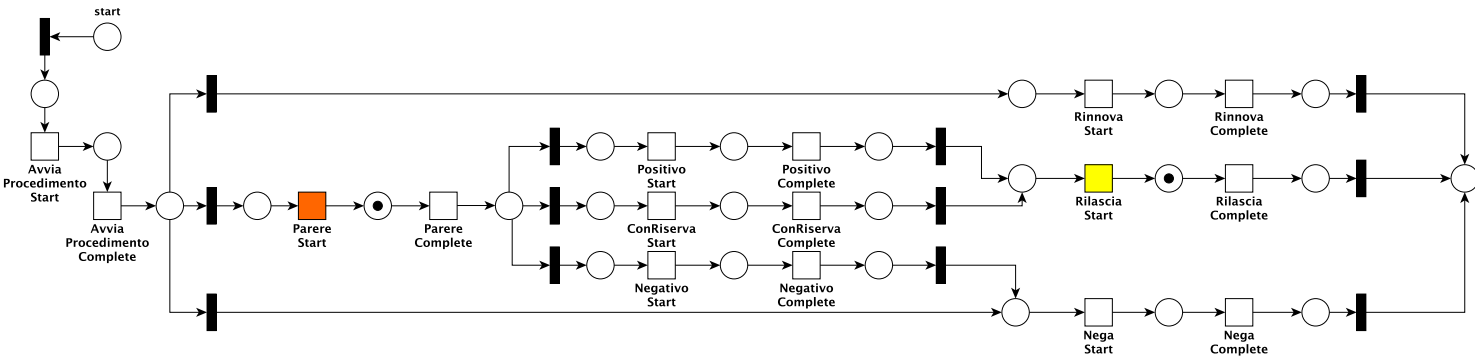 start
Avvia
Procedimento
Start
Avvia
Procedimento
Complete
Parere
Start
Parere
Complete
Positivo
Start
Positivo
Complete
ConRiserva
Start
ConRiserva
Complete
Negativo
Start
Negativo
Complete
Rinnova
Start
Rinnova
Complete
Rilascia
Start
Rilascia
Complete
Nega
Start
Nega
Complete